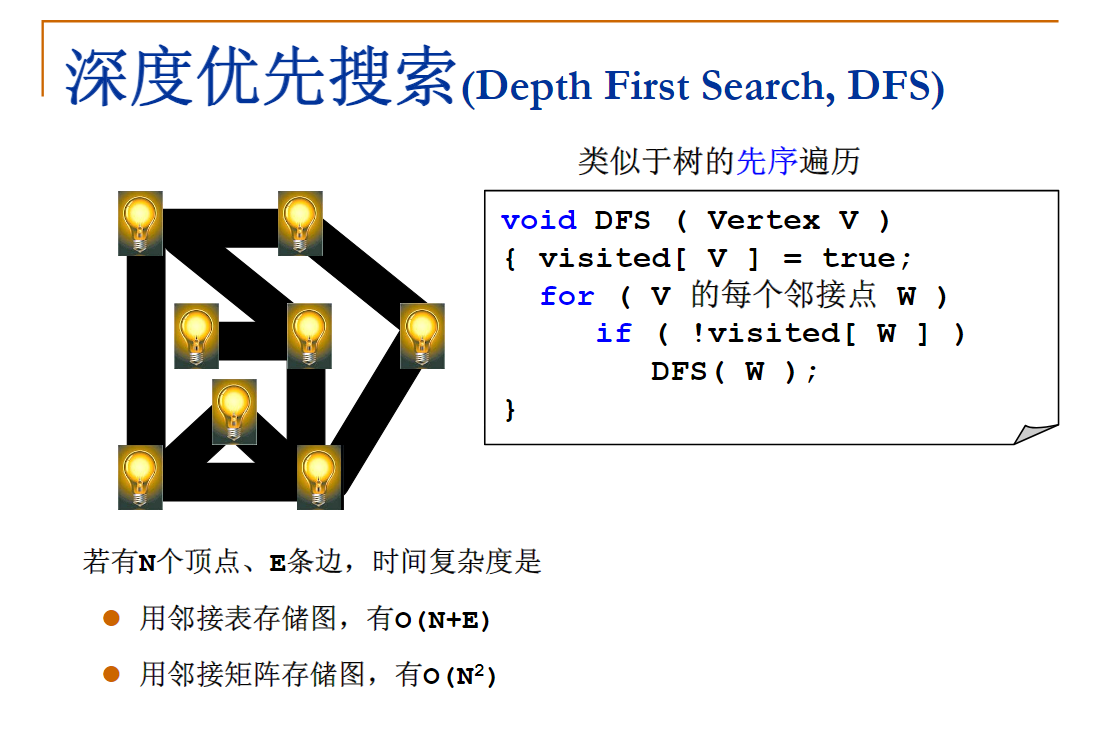 深度优先搜索(Depth First Search, DFS)
类似于树的先序遍历
void DFS ( Vertex V )
{ visited[ V ] = true;
for ( V 的每个邻接点 W )
if ( !visited[ W ] )
DFS( W );
}
若有N个顶点、E条边，时间复杂度是
● 用邻接表存储图，有O(N+E)
● 用邻接矩阵存储图，有O(N²)